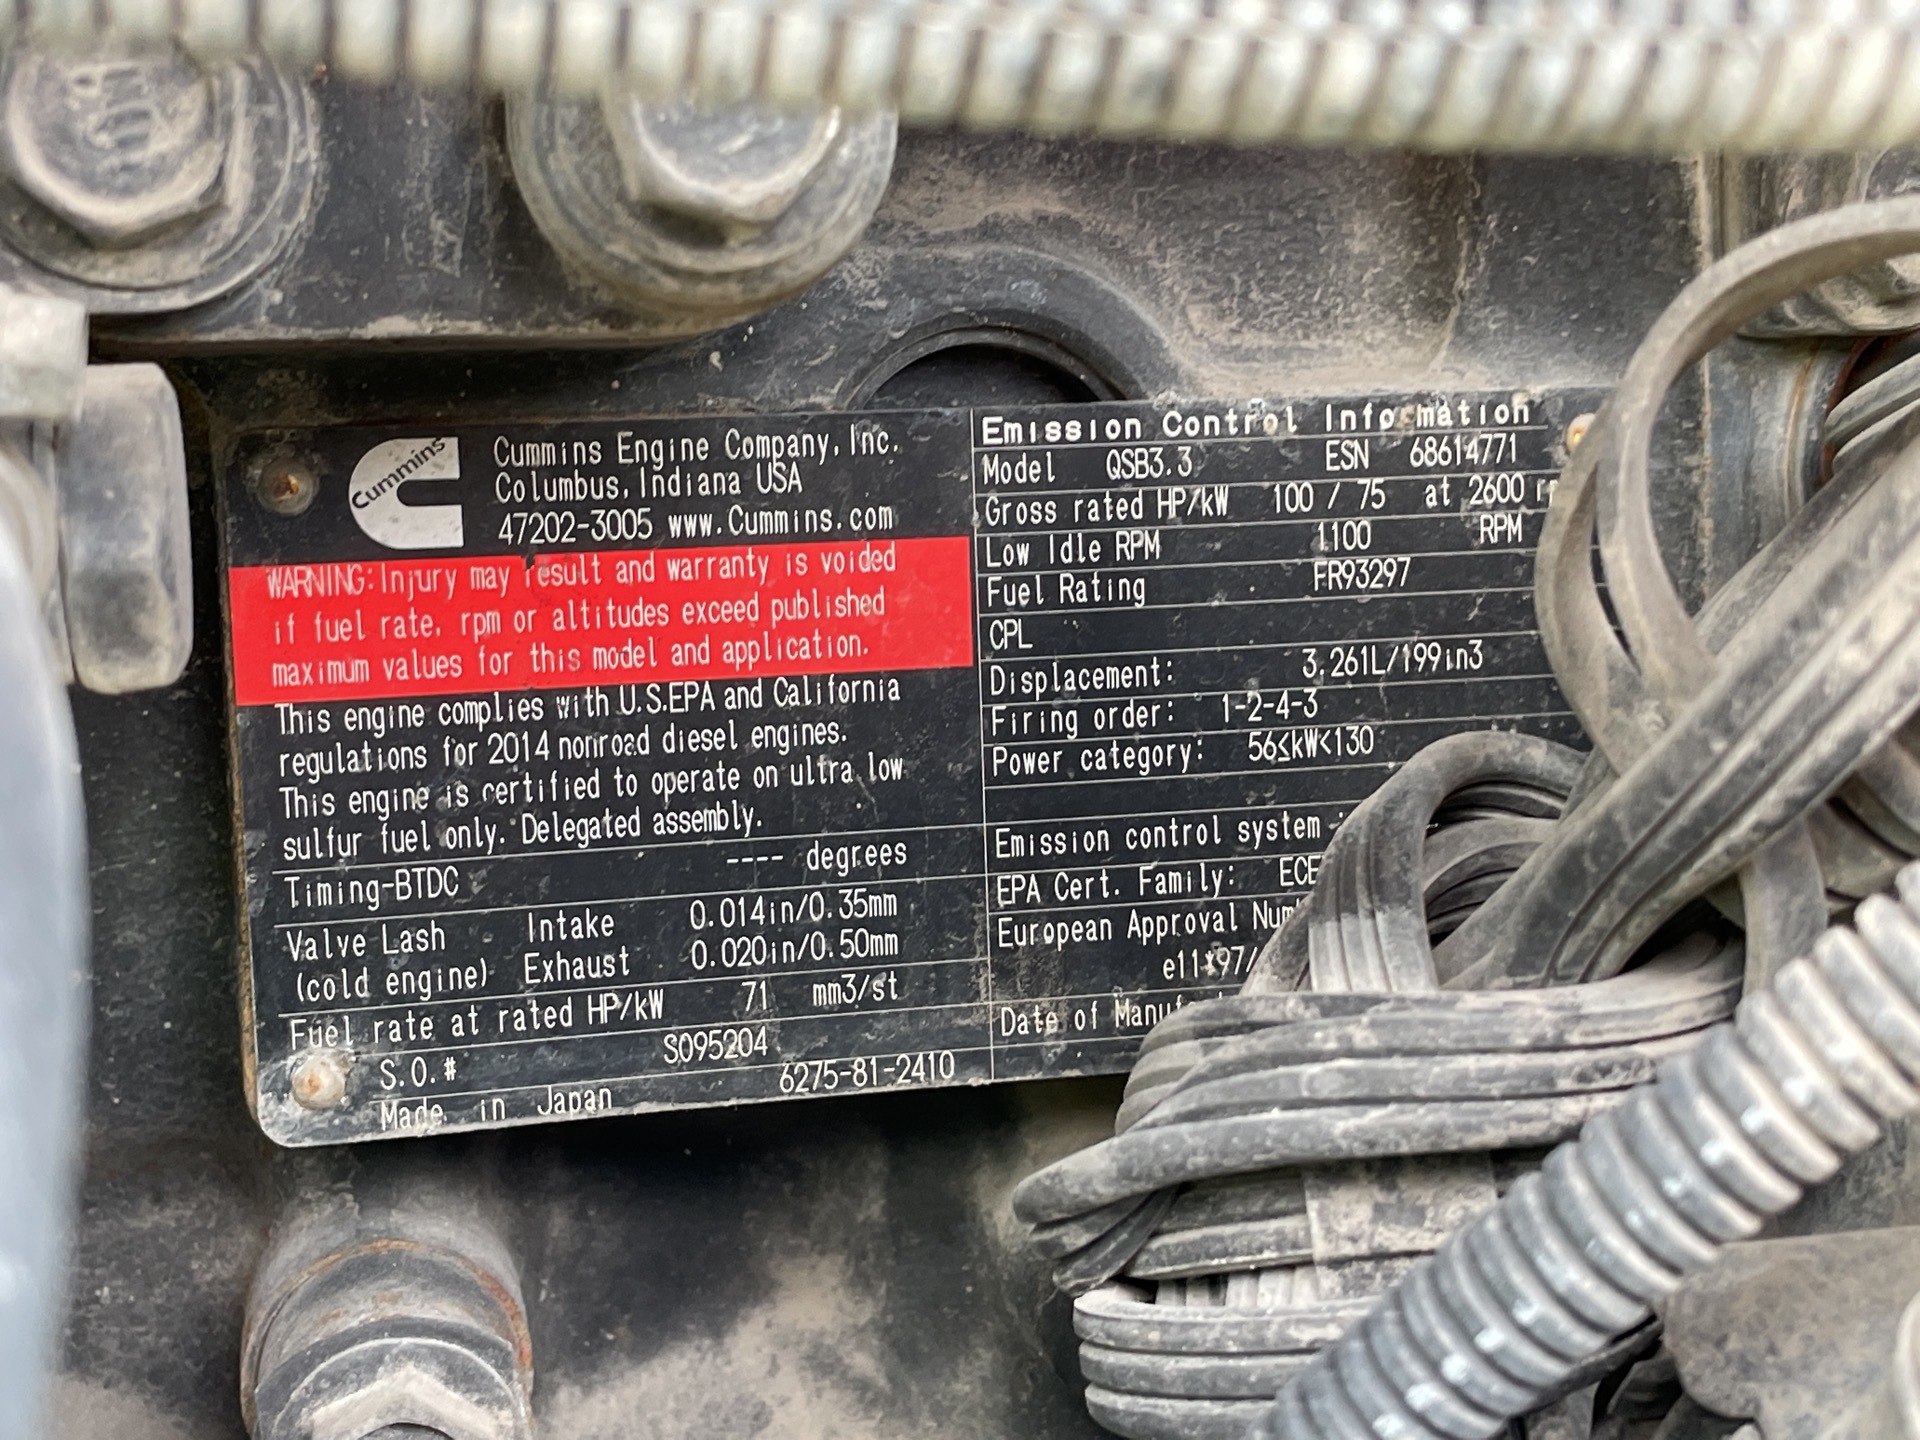 Cummins
Cummins Engine Company, Inc.
Columbus, Indiana USA
47202-3005 www.Cummins.com
WARNING: Injury may result and warranty is voided
if fuel rate, rpm or altitudes exceed published
maximum values for this model and application.
This engine complies with U.S.EPA and California
regulations for 2014 nonroad diesel engines.
This engine is certified to operate on ultra low
sulfur fuel only. Delegated assembly.
Timing-BTDC ---- degrees
Valve Lash Intake 0.014in/0.35mm
(cold engine) Exhaust 0.020in/0.50mm
Fuel rate at rated HP/kW 71 mm3/st
S.O.# SO95204
Made in Japan 6275-81-2410
Emission Control Information
Model QSB3.3 ESN 68614771
Gross rated HP/kW 100 / 75 at 2600
Low Idle RPM 1100 RPM
Fuel Rating FR93297
CPL
Displacement: 3.261L/199in3
Firing order: 1-2-4-3
Power category: 56≤kW<130
Emission control system
EPA Cert. Family: ECE
European Approval
e11*97/
Date of